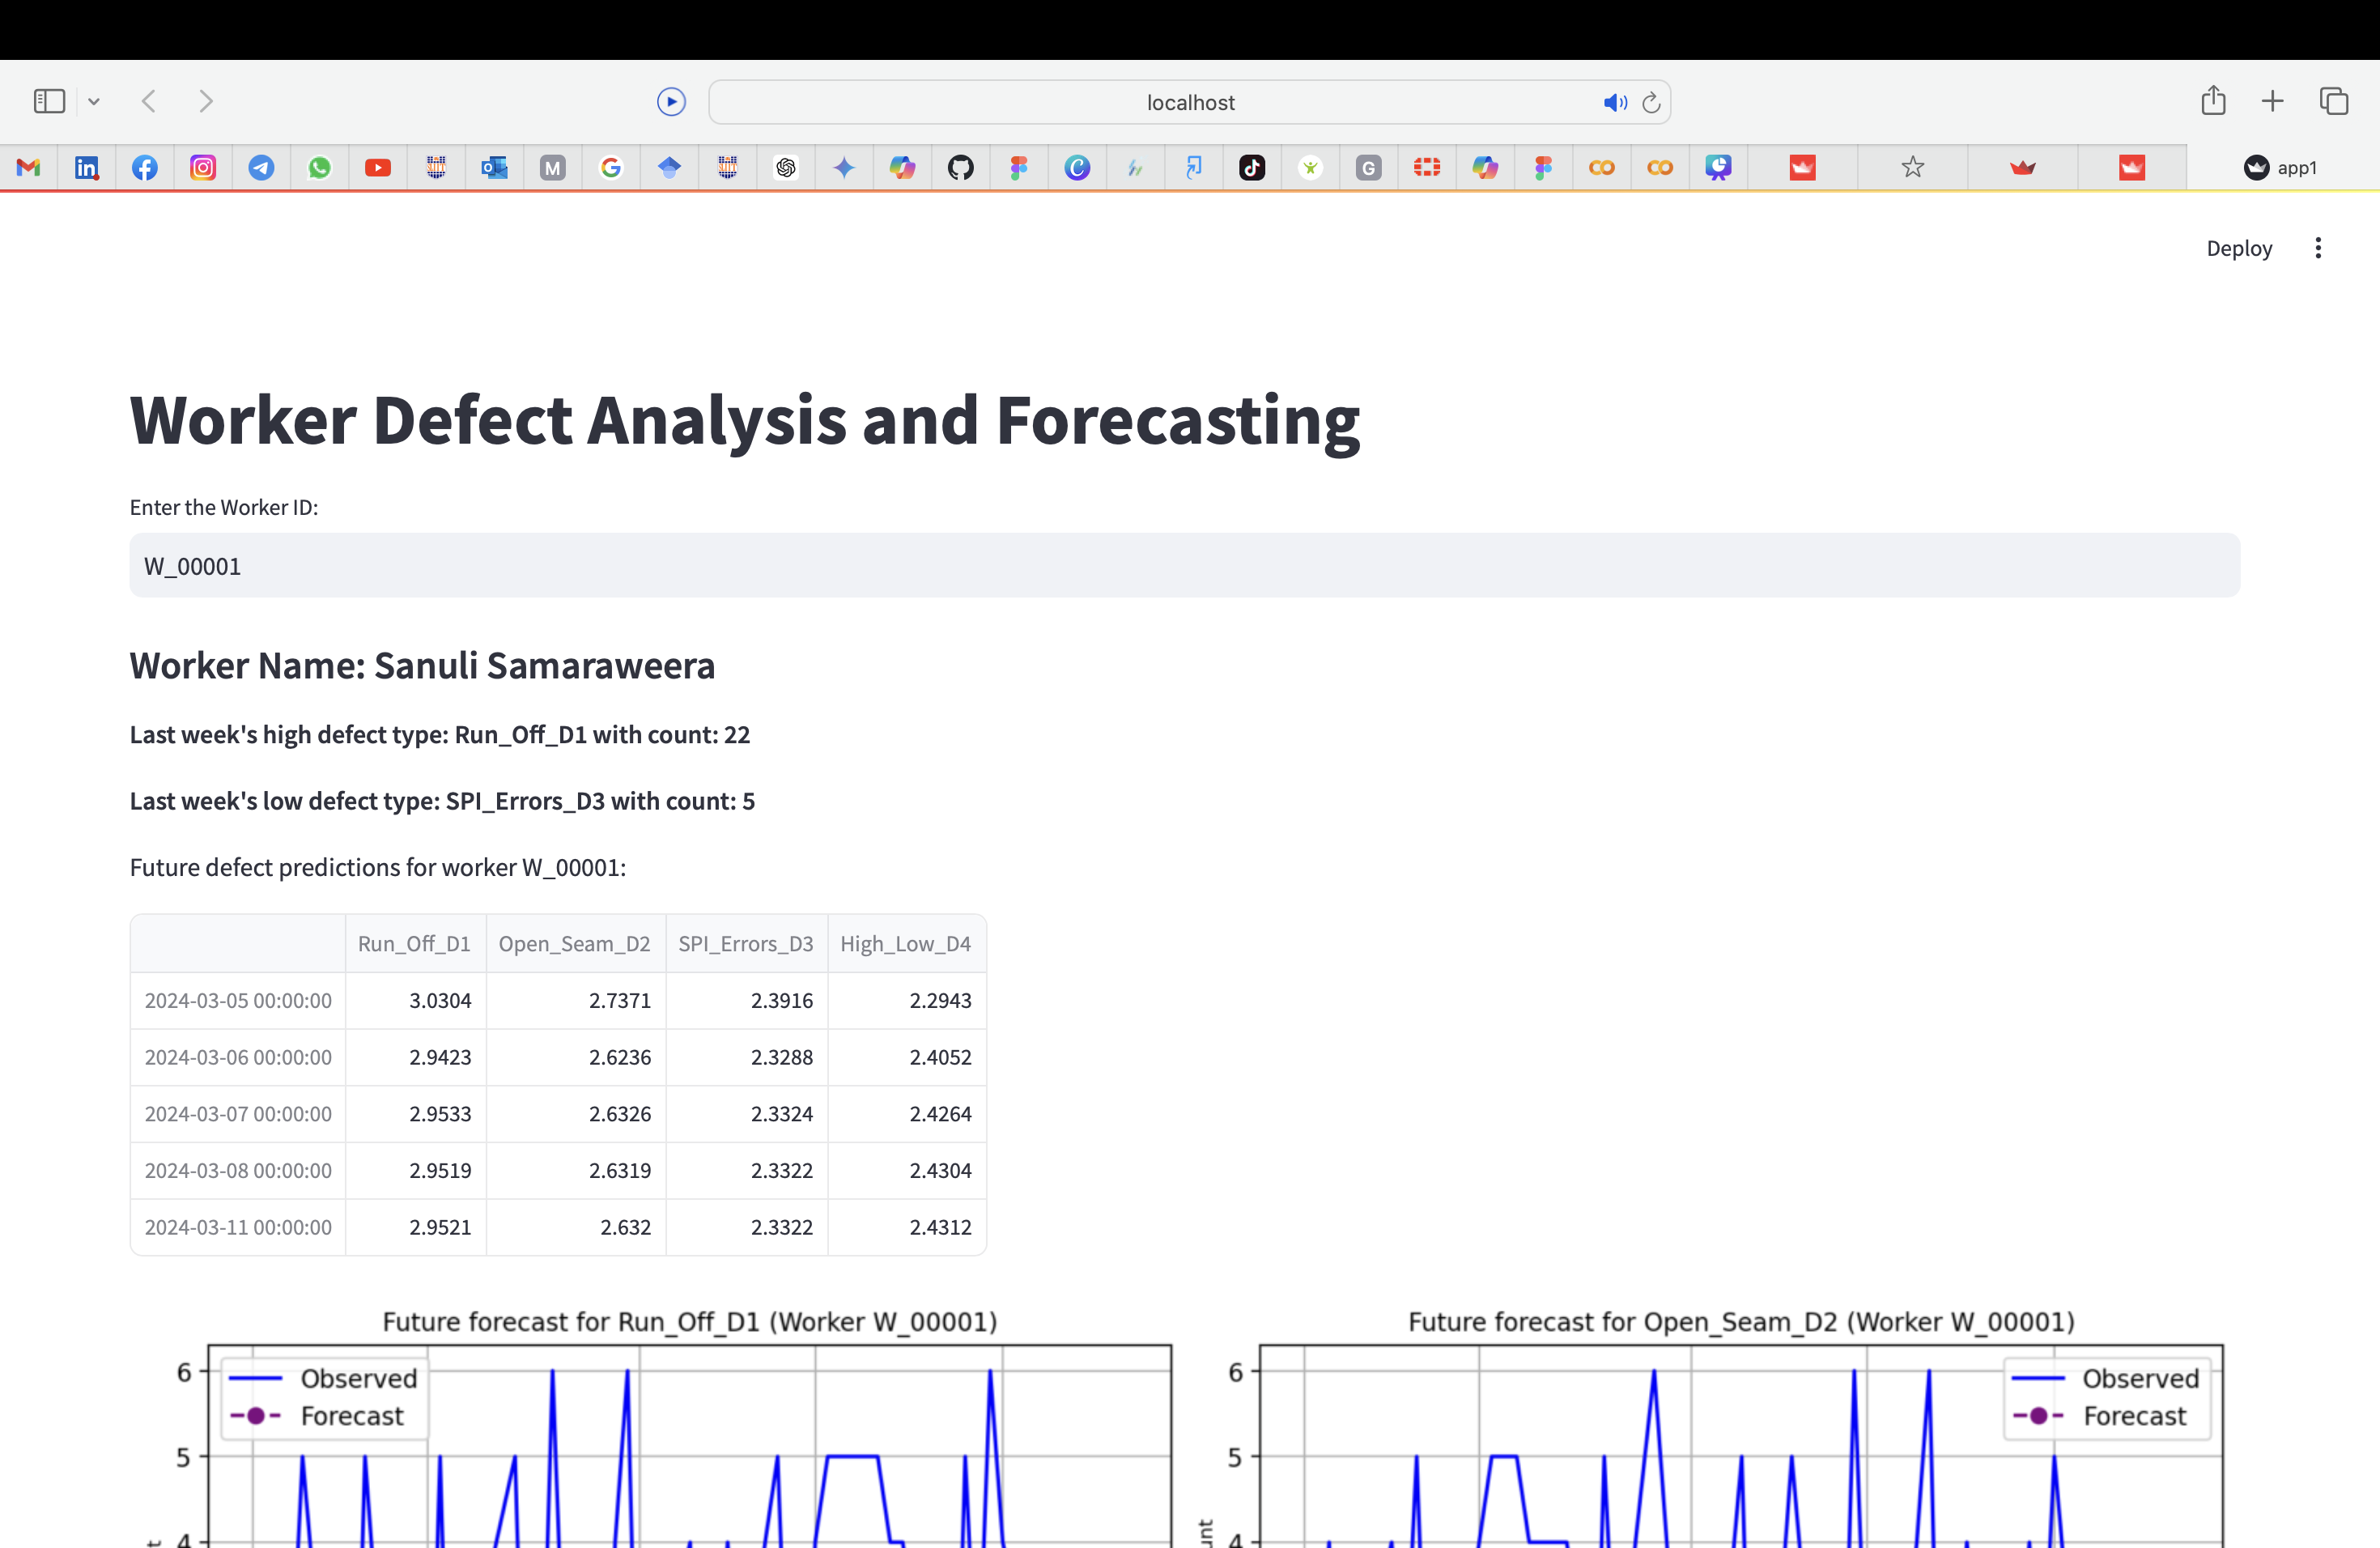 localhost
M
G
app1
Deploy
Worker Defect Analysis and Forecasting
Enter the Worker ID:
W_00001
Worker Name: Sanuli Samaraweera
Last week's high defect type: Run_Off_D1 with count: 22
Last week's low defect type: SPI_Errors_D3 with count: 5
Future defect predictions for worker W_00001:
Run_Off_D1 Open_Seam_D2 SPI_Errors_D3 High_Low_D4
2024-03-05 00:00:00 3.0304 2.7371 2.3916 2.2943
2024-03-06 00:00:00 2.9423 2.6236 2.3288 2.4052
2024-03-07 00:00:00 2.9533 2.6326 2.3324 2.4264
2024-03-08 00:00:00 2.9519 2.6319 2.3322 2.4304
2024-03-11 00:00:00 2.9521 2.632 2.3322 2.4312
Future forecast for Run_Off_D1 (Worker W_00001)
6
5
4
Observed
Forecast
Future forecast for Open_Seam_D2 (Worker W_00001)
6
5
4
Observed
Forecast